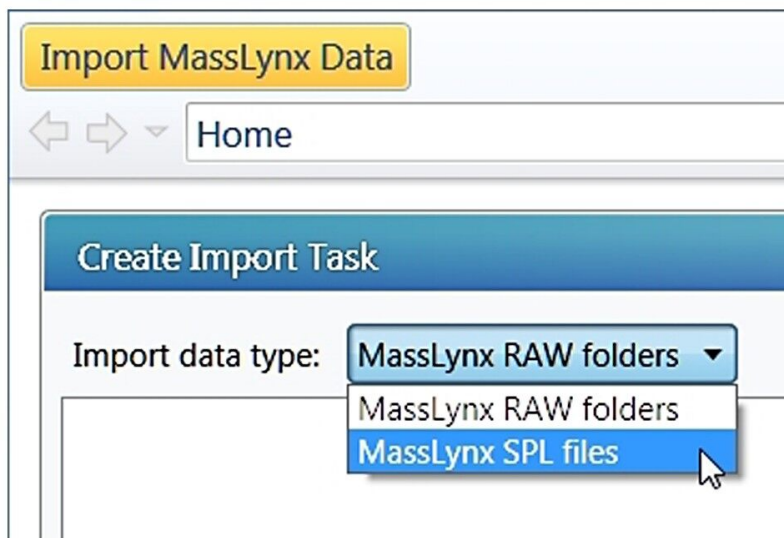 Import MassLynx Data
Home
Create Import Task
Import data type: MassLynx RAW folders
MassLynx RAW folders
MassLynx SPL files